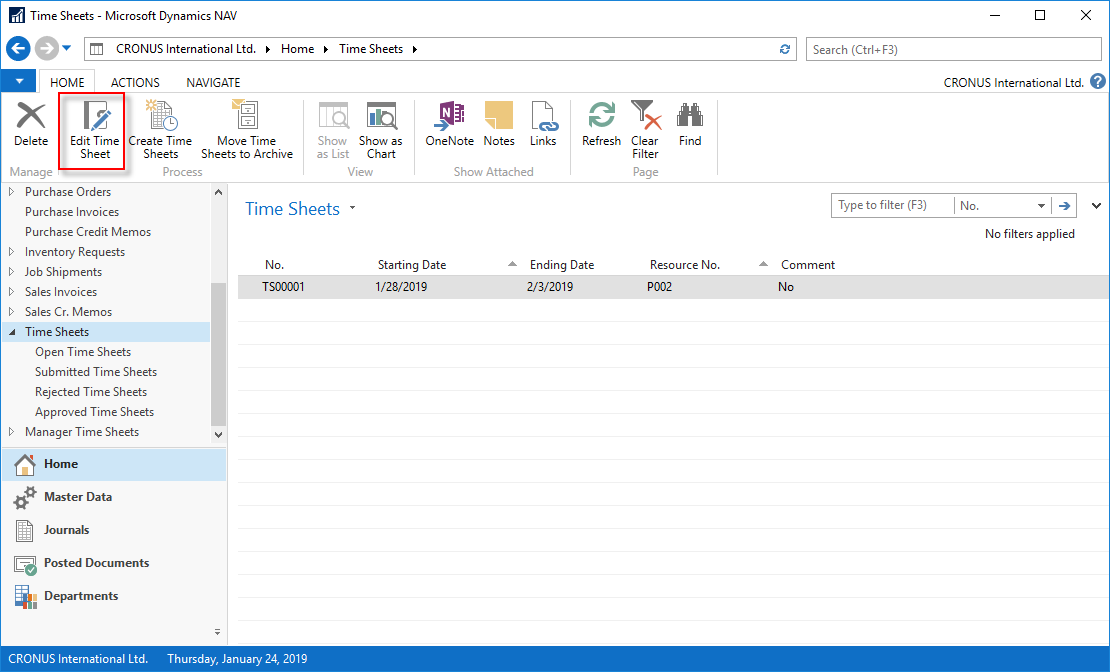 Time Sheets - Microsoft Dynamics NAV
CRONUS International Ltd. Home Time Sheets
Search (Ctrl+F3)
HOME ACTIONS NAVIGATE
CRONUS International Ltd. ?
Delete
Edit Time
Sheet
Create Time
Sheets
Move Time
Sheets to Archive
Show
as List
Show as
Chart
OneNote
Notes
Links
Refresh
Clear
Filter
Find
Manage
Process
View
Show Attached
Page
Purchase Orders
Purchase Invoices
Purchase Credit Memos
Inventory Requests
Job Shipments
Sales Invoices
Sales Cr. Memos
Time Sheets
Open Time Sheets
Submitted Time Sheets
Rejected Time Sheets
Approved Time Sheets
Manager Time Sheets
Home
Master Data
Journals
Posted Documents
Departments
Time Sheets
Type to filter (F3) No.
No filters applied
No. Starting Date Ending Date Resource No. Comment
TS00001 1/28/2019 2/3/2019 P002 No
CRONUS International Ltd. Thursday, January 24, 2019